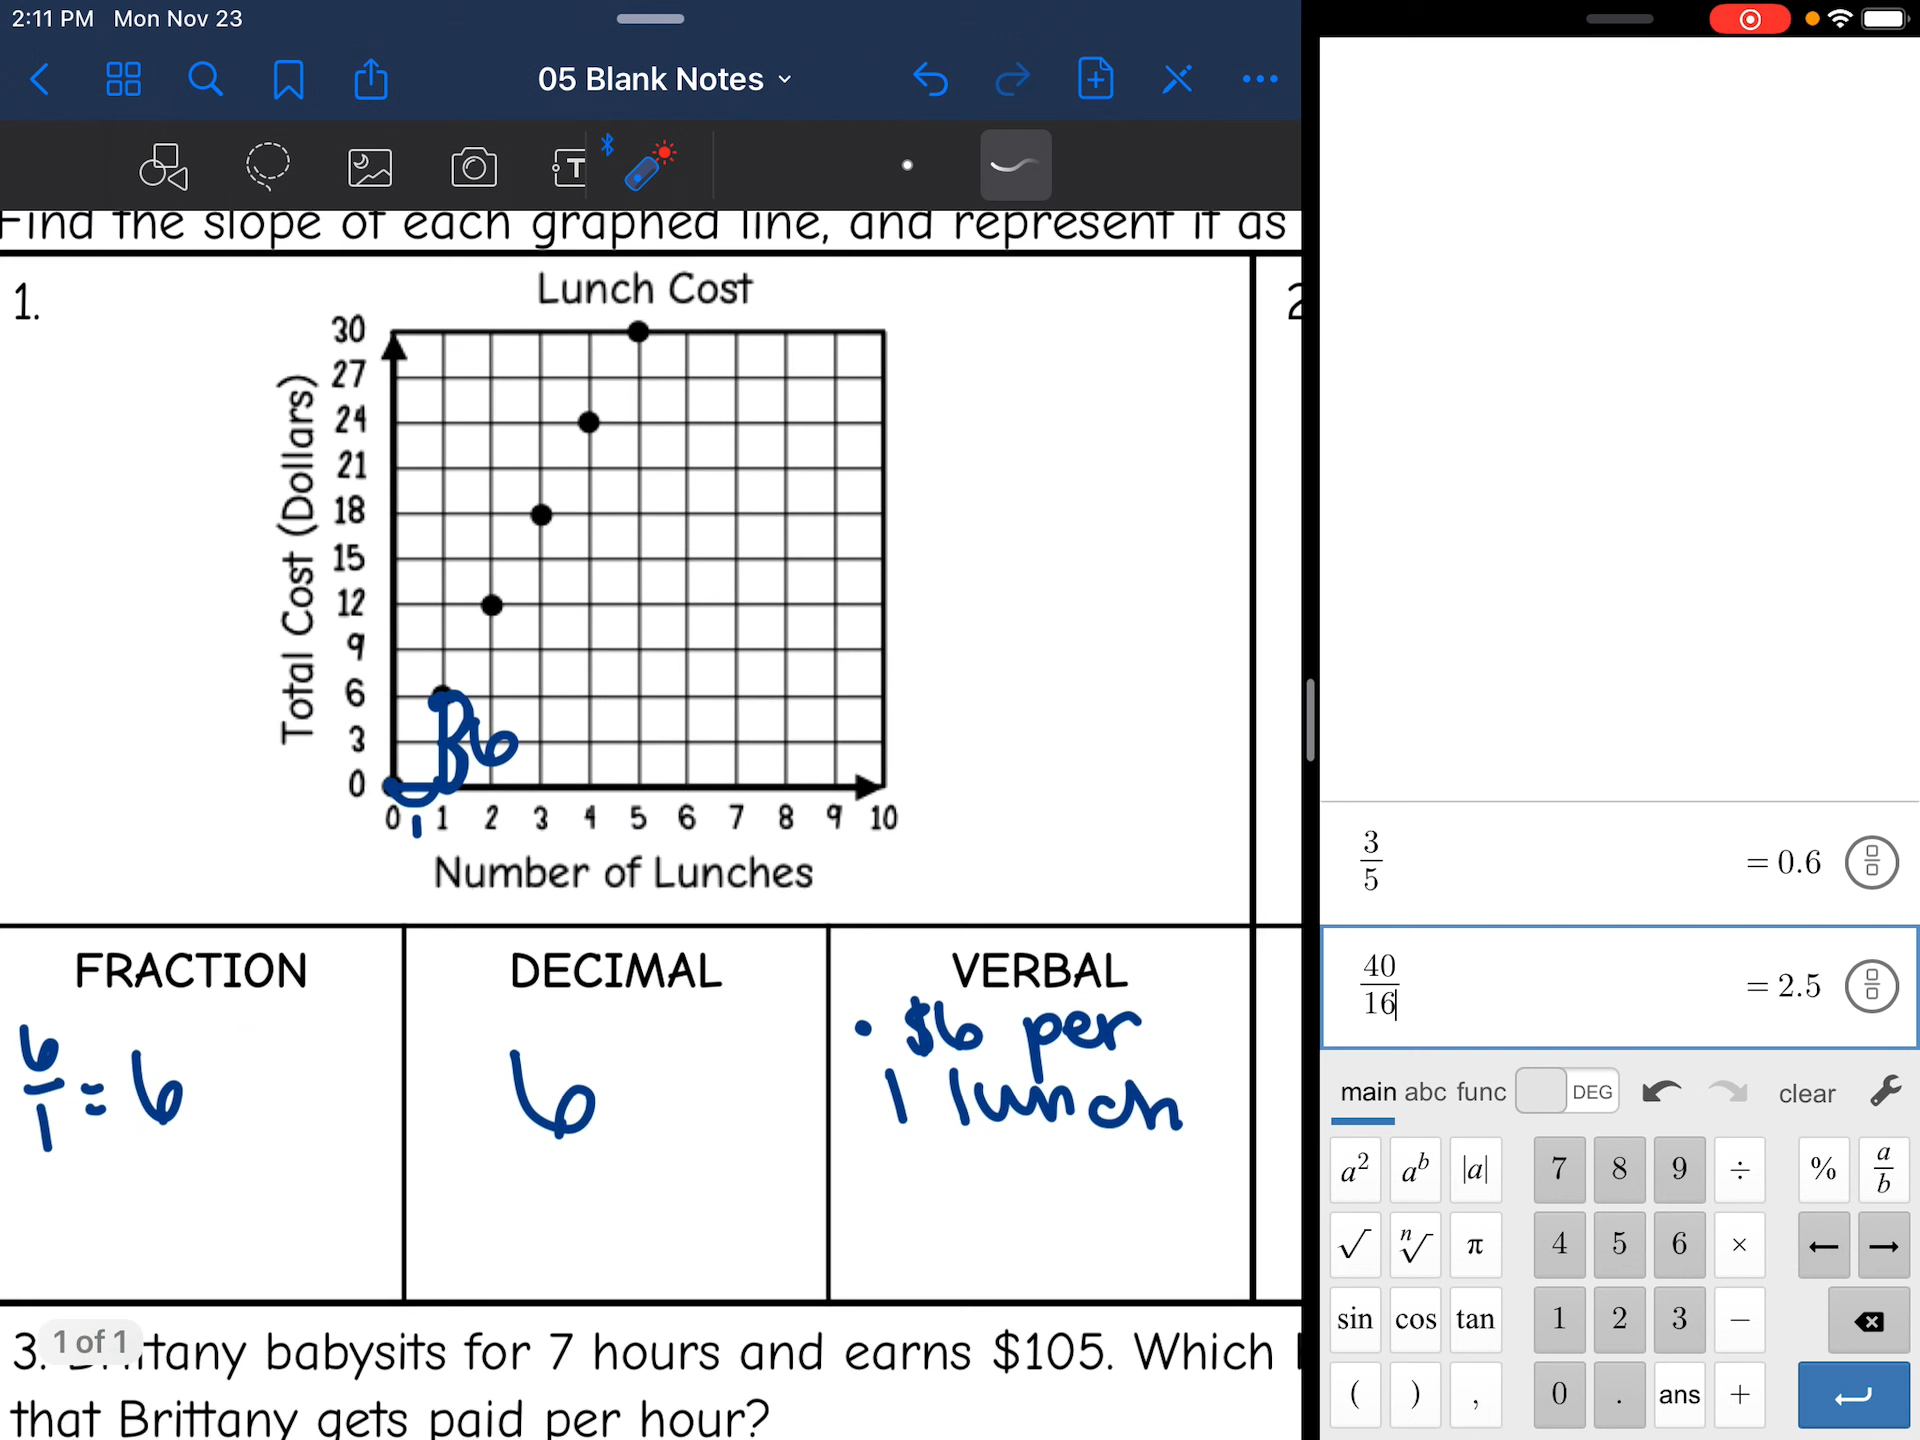 2:11 PM Mon Nov 23
05 Blank Notes
T
Find the slope of each graphed line, and represent it as
1.
2
Lunch Cost
Total Cost (Dollars)
30
27
24
21
18
15
12
9
6
3
0
6
1
0 1 2 3 4 5 6 7 8 9 10
Number of Lunches
FRACTION
6/1 = 6
DECIMAL
6
VERBAL
• $6 per
1 lunch
3. Brittany babysits for 7 hours and earns $105. Which
1 of 1
that Brittany gets paid per hour?
3/5 = 0.6
40/16 = 2.5
main abc func DEG clear
a² aᵇ |a| 7 8 9 ÷ % a/b
√ ⁿ√ π 4 5 6 × ← →
sin cos tan 1 2 3 −
( ) , 0 . ans +